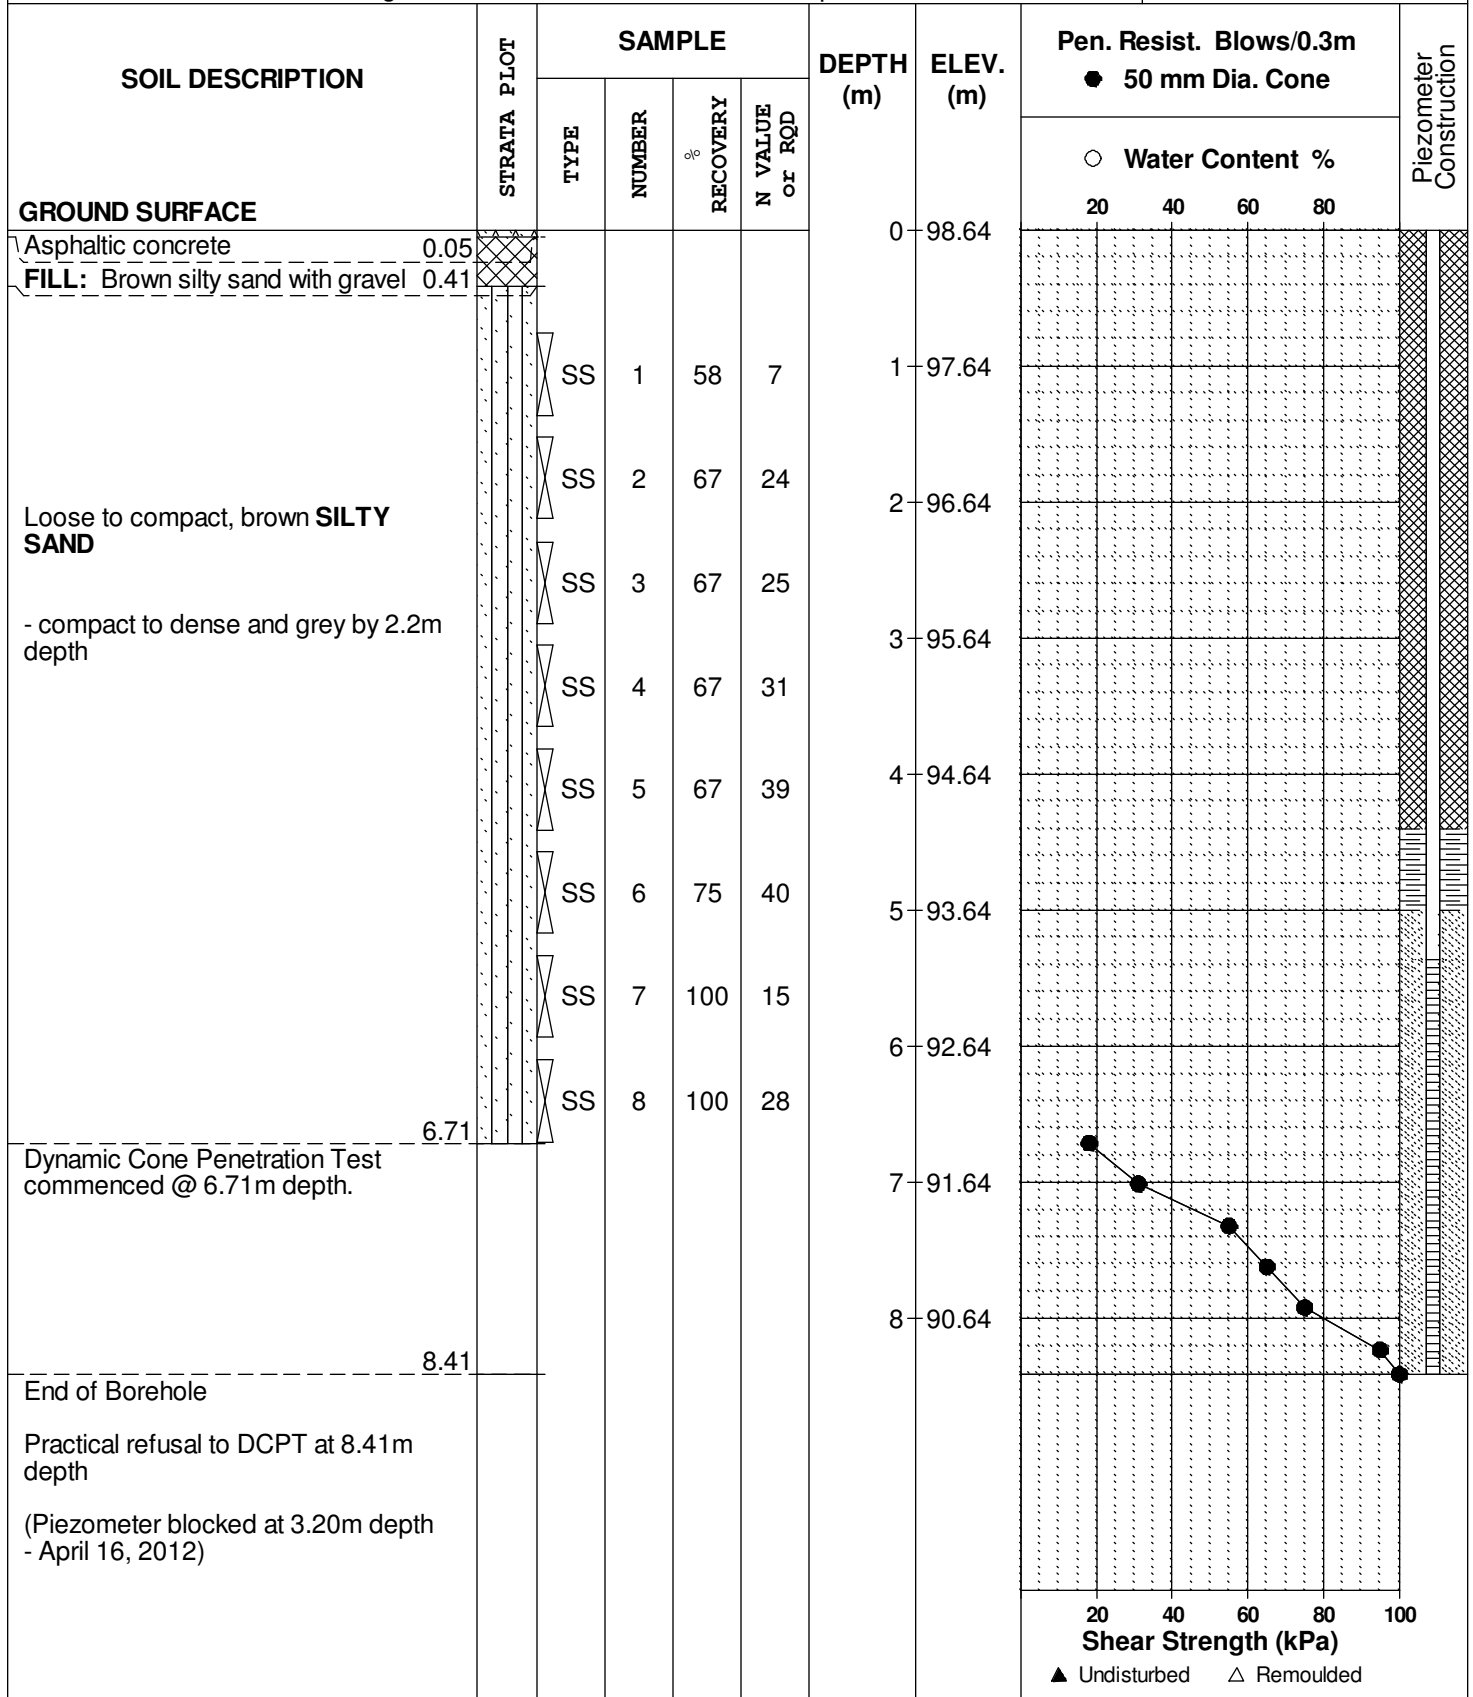 SOIL DESCRIPTION
GROUND SURFACE
STRATA PLOT
SAMPLE
TYPE
NUMBER
% RECOVERY
N VALUE or RQD
DEPTH (m)
ELEV. (m)
Pen. Resist. Blows/0.3m
● 50 mm Dia. Cone
○ Water Content %
20 40 60 80
Piezometer Construction
0 98.64
Asphaltic concrete 0.05
FILL: Brown silty sand with gravel 0.41
SS 1 58 7
1 97.64
SS 2 67 24
2 96.64
Loose to compact, brown SILTY
SAND
SS 3 67 25
- compact to dense and grey by 2.2m
depth
3 95.64
SS 4 67 31
4 94.64
SS 5 67 39
SS 6 75 40
5 93.64
SS 7 100 15
6 92.64
SS 8 100 28
6.71
Dynamic Cone Penetration Test
commenced @ 6.71m depth.
7 91.64
8 90.64
8.41
End of Borehole
Practical refusal to DCPT at 8.41m
depth
(Piezometer blocked at 3.20m depth
- April 16, 2012)
20 40 60 80 100
Shear Strength (kPa)
▲ Undisturbed △ Remoulded